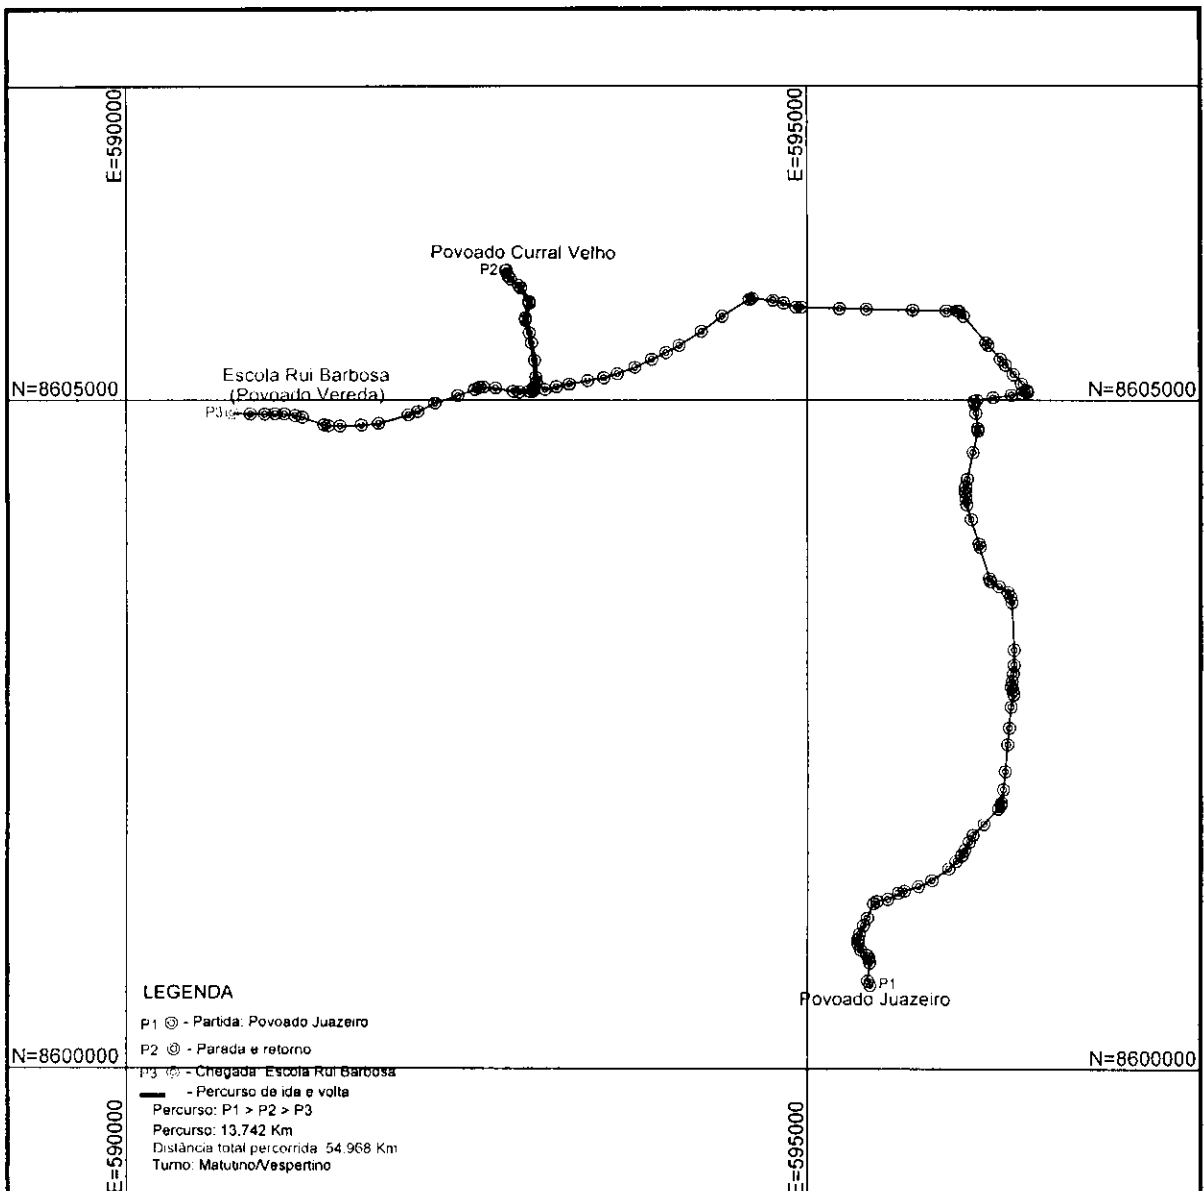 E=590000
E=595000
Povoado Curral Velho
P2
Escola Rui Barbosa
(Povoado Vereda)
P3
N=8605000
N=8605000
P1
Povoado Juazeiro
LEGENDA
P1 - Partida: Povoado Juazeiro
P2 - Parada e retorno
P3 - Chegada: Escola Rui Barbosa
- Percurso de ida e volta
Percurso: P1 > P2 > P3
Percurso: 13.742 Km
Distância total percorrida: 54.968 Km
Turno: Matutino/Vespertino
N=8600000
N=8600000
E=590000
E=595000